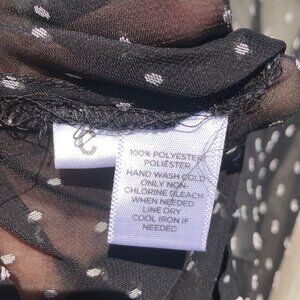 100% POLYESTER
POLIÉSTER
HAND WASH COLD
ONLY NON-
CHLORINE BLEACH
WHEN NEEDED
LINE DRY
COOL IRON IF
NEEDED